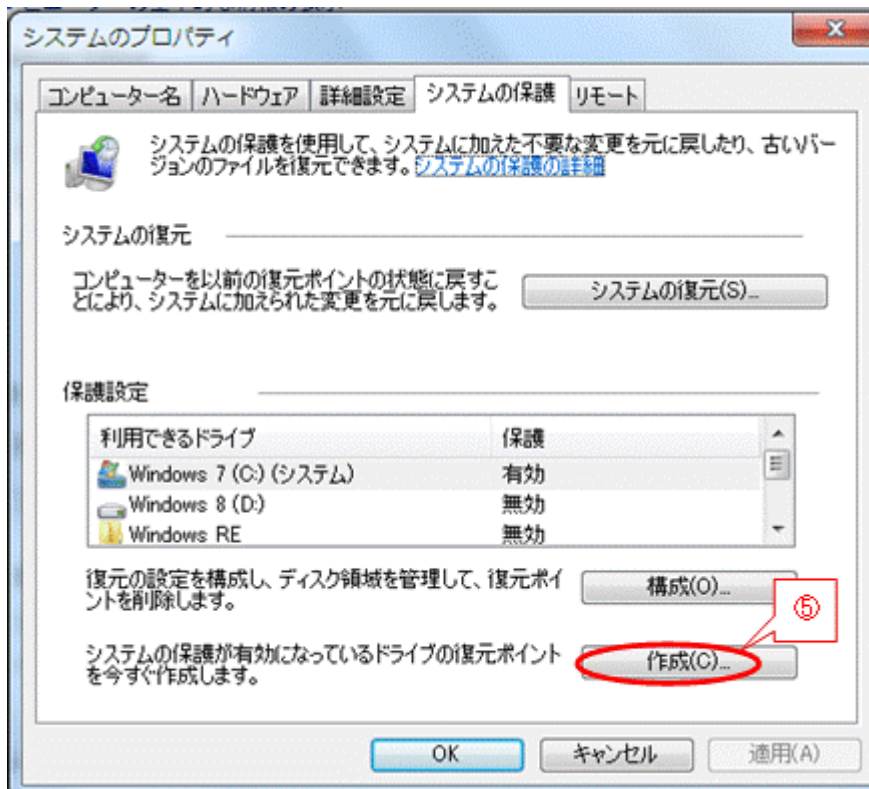 システムのプロパティ
コンピューター名 ハードウェア 詳細設定 システムの保護 リモート
システムの保護を使用して、システムに加えた不要な変更を元に戻したり、古いバー
ジョンのファイルを復元できます。システムの保護の詳細
システムの復元
コンピューターを以前の復元ポイントの状態に戻すこ
とにより、システムに加えられた変更を元に戻します。
システムの復元(S)...
保護設定
利用できるドライブ 保護
Windows 7 (C:) (システム) 有効
Windows 8 (D:) 無効
Windows RE 無効
復元の設定を構成し、ディスク領域を管理して、復元ポイ
ントを削除します。
構成(O)...
⑤
システムの保護が有効になっているドライブの復元ポイント
を今すぐ作成します。
作成(C)...
OK キャンセル 適用(A)